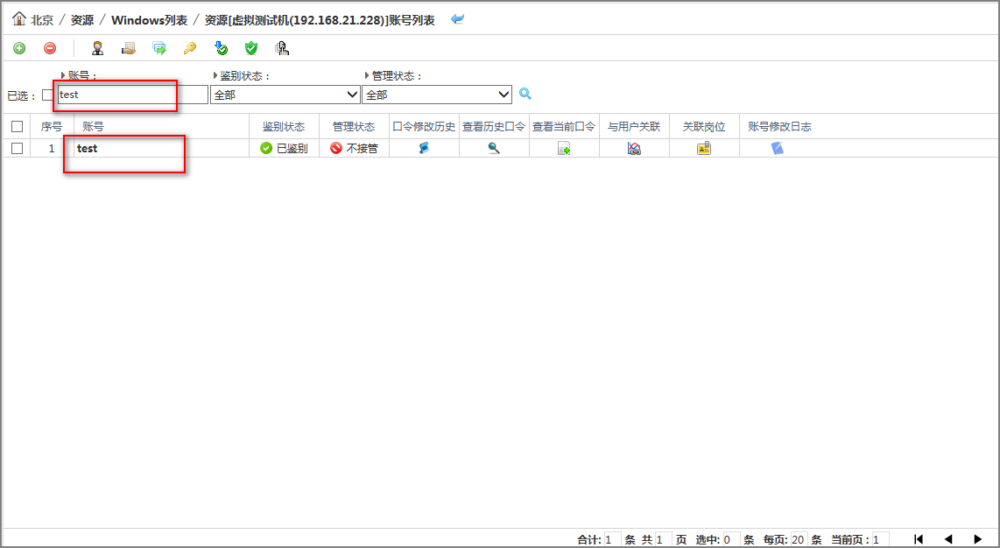 北京 / 资源 / Windows列表 / 资源[虚拟测试机(192.168.21.228)]账号列表
账号： 鉴别状态： 管理状态：
已选： test 全部 全部
序号 账号 鉴别状态 管理状态 口令修改历史 查看历史口令 查看当前口令 与用户关联 关联岗位 账号修改日志
1 test 已鉴别 不接管
合计: 1 条 共 1 页 选中: 0 条 每页: 20 条 当前页： 1